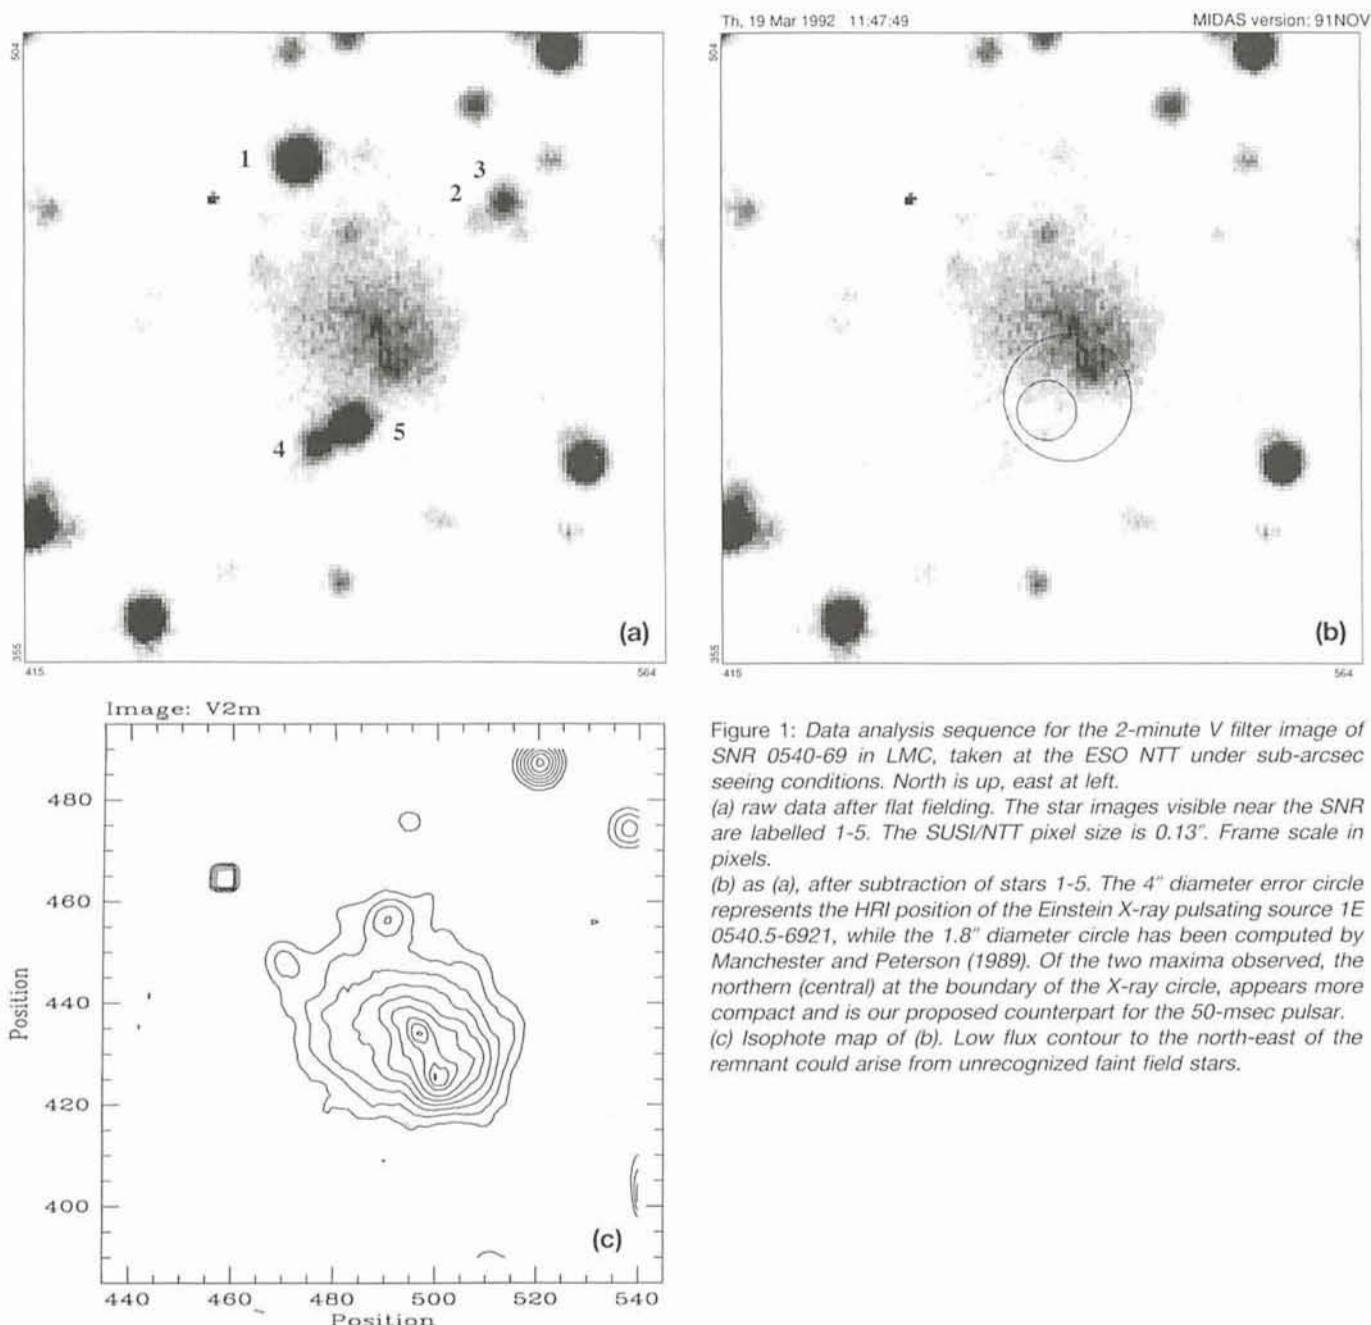 Th, 19 Mar 1992 11:47:49
MIDAS version: 91NOV
504
1
3
2
4
5
(a)
355
415
564
(b)
415
564
Image: V2m
480
460
440
420
400
Position
(c)
440
460
480
500
520
540
Position
Figure 1: Data analysis sequence for the 2-minute V filter image of
SNR 0540-69 in LMC, taken at the ESO NTT under sub-arcsec
seeing conditions. North is up, east at left.
(a) raw data after flat fielding. The star images visible near the SNR
are labelled 1-5. The SUSI/NTT pixel size is 0.13". Frame scale in
pixels.
(b) as (a), after subtraction of stars 1-5. The 4" diameter error circle
represents the HRI position of the Einstein X-ray pulsating source 1E
0540.5-6921, while the 1.8" diameter circle has been computed by
Manchester and Peterson (1989). Of the two maxima observed, the
northern (central) at the boundary of the X-ray circle, appears more
compact and is our proposed counterpart for the 50-msec pulsar.
(c) Isophote map of (b). Low flux contour to the north-east of the
remnant could arise from unrecognized faint field stars.
504
355